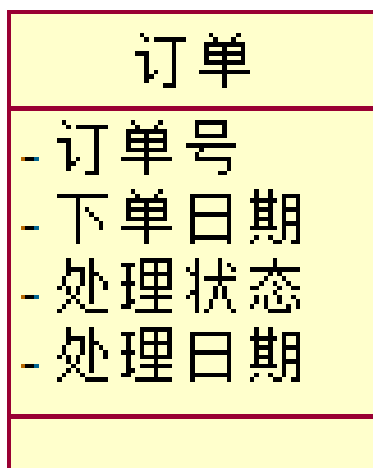 订单
- 订单号
- 下单日期
- 处理状态
- 处理日期